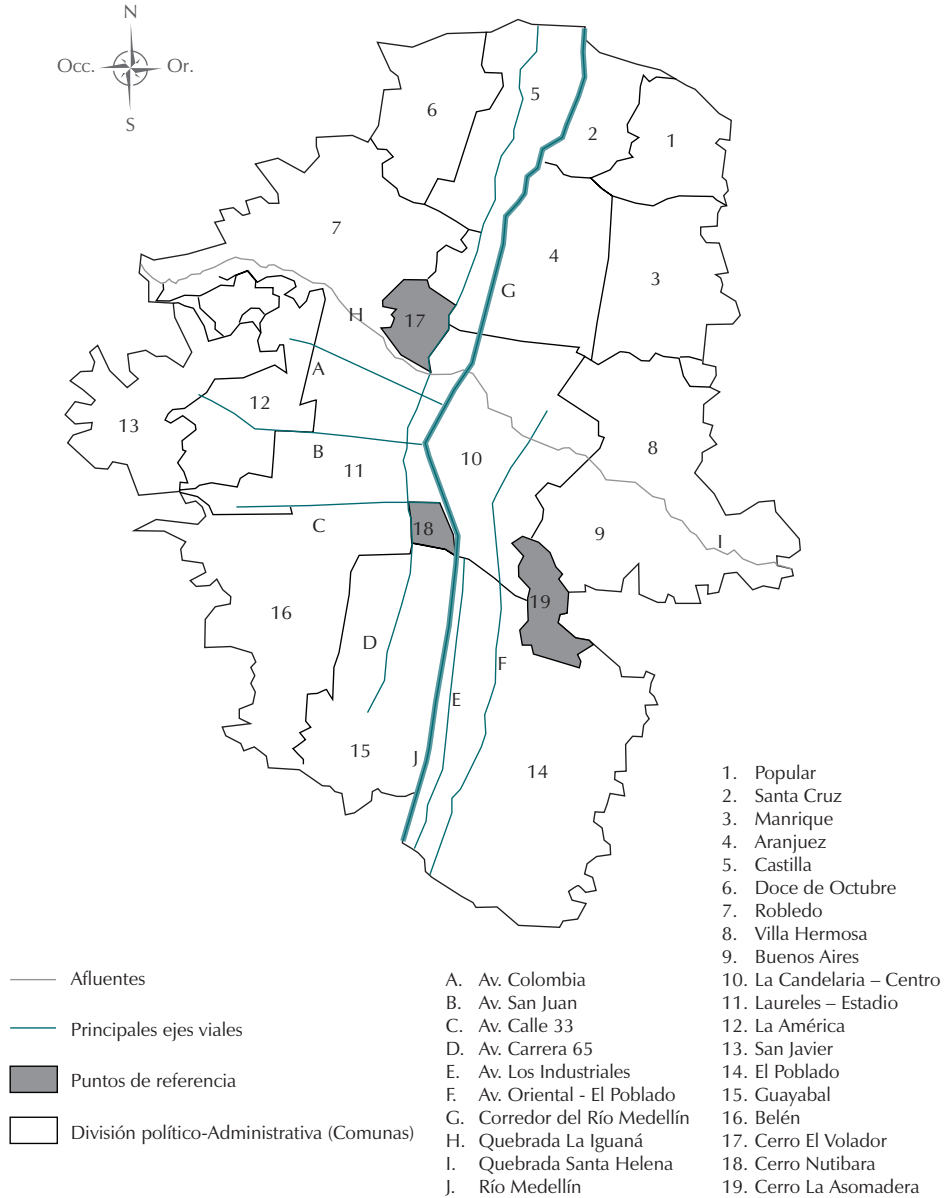 N
Occ.
Or.
S
5
6
2
1
7
4
3
G
17
H
A
12
13
8
B
11
10
18
C
9
I
19
16
D
F
E
15
J
14
1. Popular
2. Santa Cruz
3. Manrique
4. Aranjuez
5. Castilla
6. Doce de Octubre
7. Robledo
8. Villa Hermosa
9. Buenos Aires
10. La Candelaria – Centro
11. Laureles – Estadio
12. La América
13. San Javier
14. El Poblado
15. Guayabal
16. Belén
17. Cerro El Volador
18. Cerro Nutibara
19. Cerro La Asomadera
A. Av. Colombia
B. Av. San Juan
C. Av. Calle 33
D. Av. Carrera 65
E. Av. Los Industriales
F. Av. Oriental - El Poblado
G. Corredor del Río Medellín
H. Quebrada La Iguaná
I. Quebrada Santa Helena
J. Río Medellín
Afluentes
Principales ejes viales
Puntos de referencia
División político-Administrativa (Comunas)